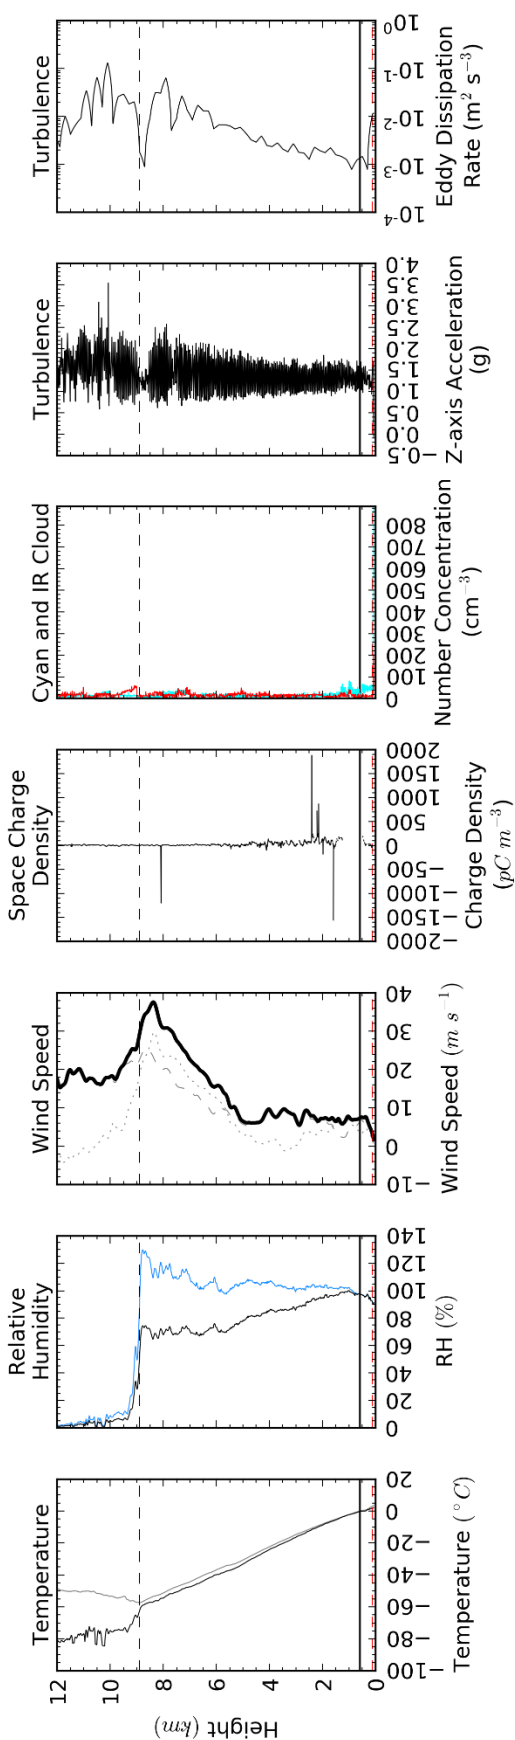 Temperature
Relative
Humidity
Wind Speed
Space Charge
Density
Cyan and IR Cloud
Turbulence
Turbulence
Height (km)
12
10
8
6
4
2
0
−100
−80
−60
−40
−20
0
20
Temperature (°C)
0
20
40
60
80
100
120
140
RH (%)
−10
0
10
20
30
40
Wind Speed (m s⁻¹)
−2000
−1500
−1000
−500
0
500
1000
1500
2000
Charge Density
(pC m⁻³)
0
100
200
300
400
500
600
700
800
Number Concentration
(cm⁻³)
−0.5
0.0
0.5
1.0
1.5
2.0
2.5
3.0
3.5
4.0
Z-axis Acceleration
(g)
10⁻⁴
10⁻³
10⁻²
10⁻¹
10⁰
Eddy Dissipation
Rate (m² s⁻³)